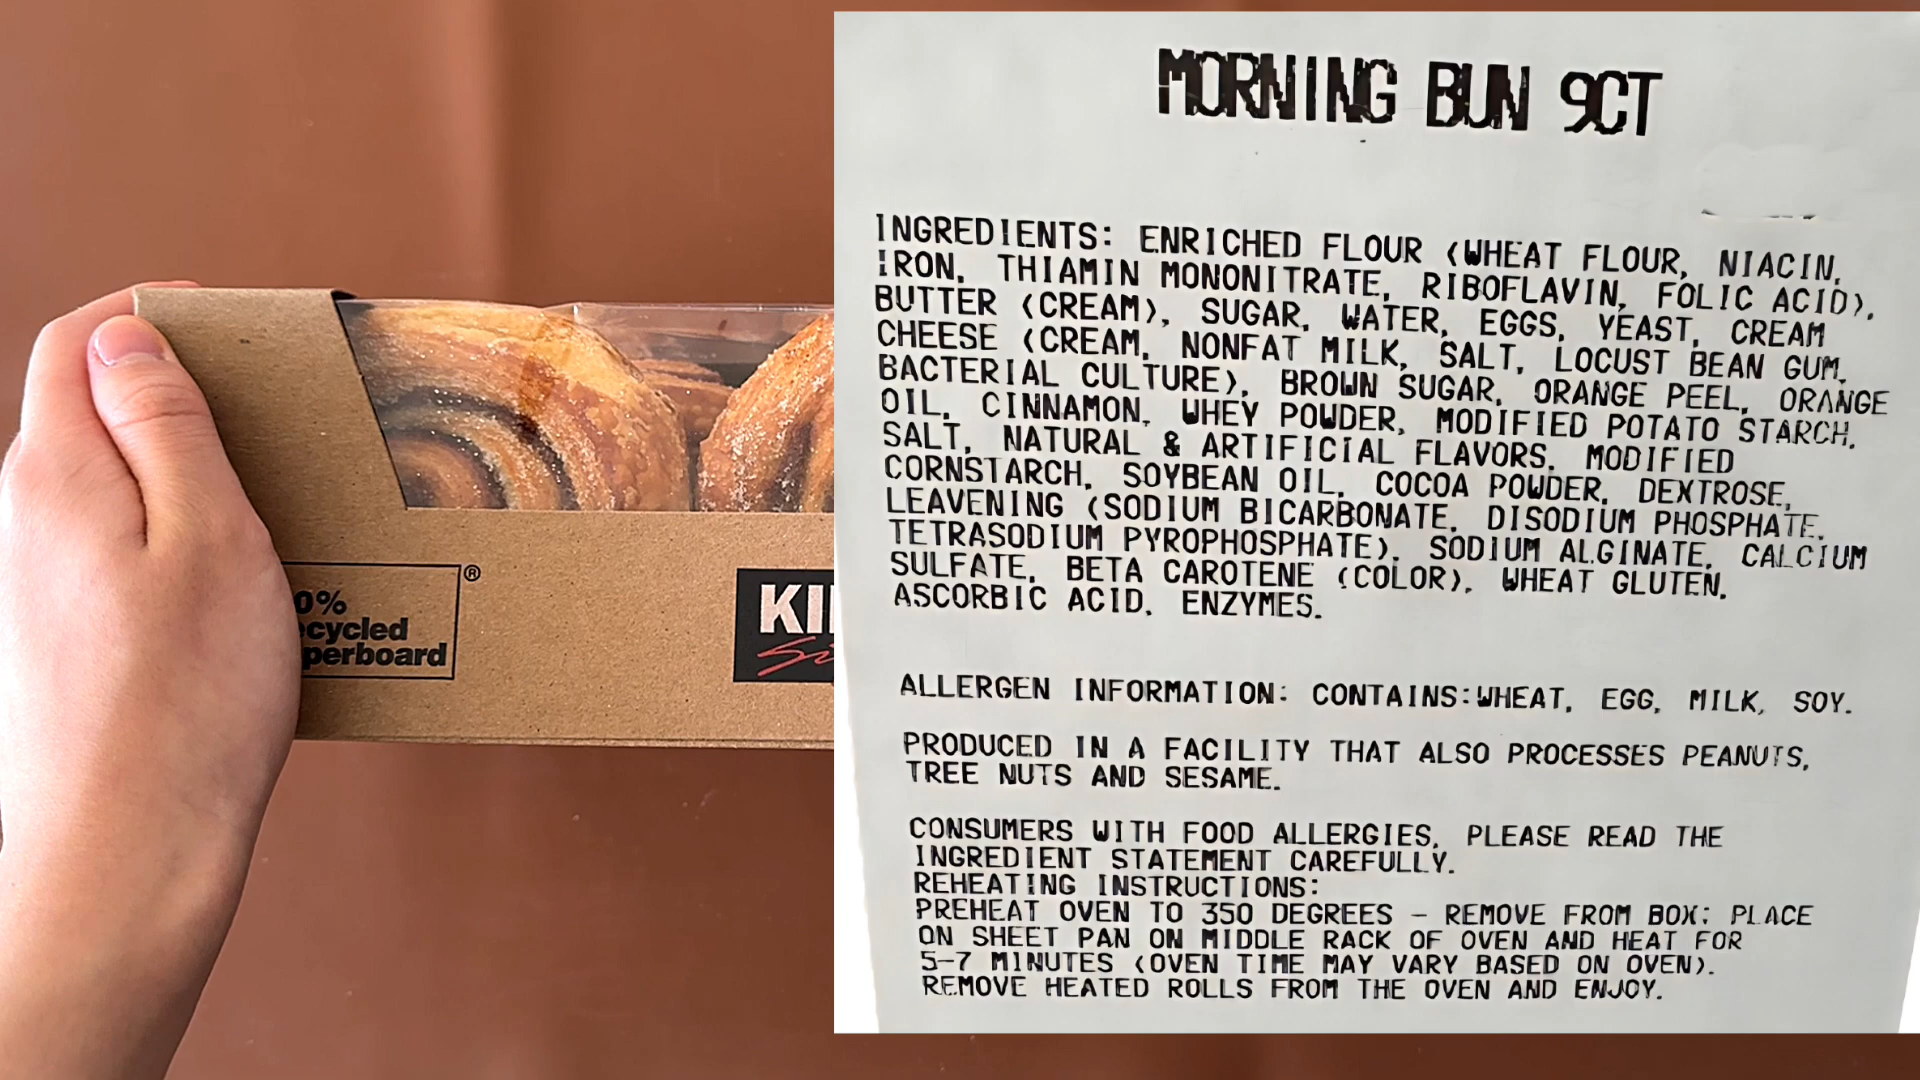 0%
cycled
perboard
®
KI
Si
MORNING BUN 9CT
INGREDIENTS: ENRICHED FLOUR (WHEAT FLOUR, NIACIN,
IRON, THIAMIN MONONITRATE, RIBOFLAVIN, FOLIC ACID),
BUTTER (CREAM), SUGAR, WATER, EGGS, YEAST, CREAM
CHEESE (CREAM, NONFAT MILK, SALT, LOCUST BEAN GUM,
BACTERIAL CULTURE), BROWN SUGAR, ORANGE PEEL, ORANGE
OIL, CINNAMON, WHEY POWDER, MODIFIED POTATO STARCH,
SALT, NATURAL & ARTIFICIAL FLAVORS, MODIFIED
CORNSTARCH, SOYBEAN OIL, COCOA POWDER, DEXTROSE,
LEAVENING (SODIUM BICARBONATE, DISODIUM PHOSPHATE,
TETRASODIUM PYROPHOSPHATE), SODIUM ALGINATE, CALCIUM
SULFATE, BETA CAROTENE (COLOR), WHEAT GLUTEN,
ASCORBIC ACID, ENZYMES.
ALLERGEN INFORMATION: CONTAINS:WHEAT, EGG, MILK, SOY.
PRODUCED IN A FACILITY THAT ALSO PROCESSES PEANUTS,
TREE NUTS AND SESAME.
CONSUMERS WITH FOOD ALLERGIES, PLEASE READ THE
INGREDIENT STATEMENT CAREFULLY.
REHEATING INSTRUCTIONS:
PREHEAT OVEN TO 350 DEGREES – REMOVE FROM BOX; PLACE
ON SHEET PAN ON MIDDLE RACK OF OVEN AND HEAT FOR
5-7 MINUTES (OVEN TIME MAY VARY BASED ON OVEN).
REMOVE HEATED ROLLS FROM THE OVEN AND ENJOY.